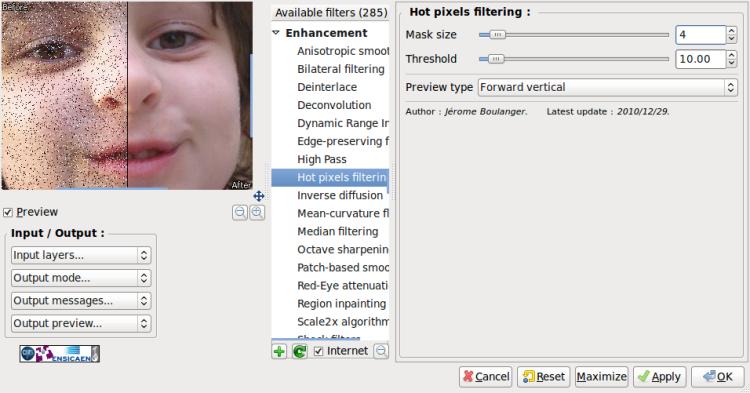 Before
After
Preview
Input / Output :
Input layers...
Output mode...
Output messages...
Output preview...
ENSICAEN
Available filters (285)
Enhancement
Anisotropic smoot
Bilateral filtering
Deinterlace
Deconvolution
Dynamic Range In
Edge-preserving f
High Pass
Hot pixels filterin
Inverse diffusion
Mean-curvature fl
Median filtering
Octave sharpenin
Patch-based smoo
Red-Eye attenuati
Region inpainting
Scale2x algorithm
Shock filters
Internet
Hot pixels filtering :
Mask size 4
Threshold 10.00
Preview type Forward vertical
Author : Jérome Boulanger. Latest update : 2010/12/29.
Cancel Reset Maximize Apply OK